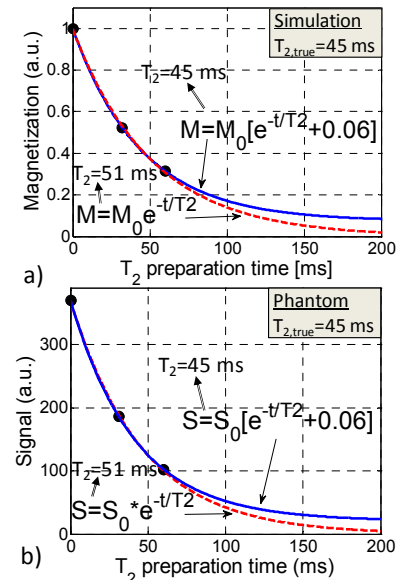 Simulation
T2,true=45 ms
T2=45 ms
M=M0[e-t/T2+0.06]
T2=51 ms
M=M0e-t/T2
Magnetization (a.u.)
1
0.8
0.6
0.4
0.2
0
0 50 100 150 200
T2 preparation time [ms]
a)
Phantom
T2,true=45 ms
T2=45 ms
S=S0[e-t/T2+0.06]
T2=51 ms
S=S0*e-t/T2
Signal (a.u.)
300
200
100
0
0 50 100 150 200
T2 preparation time (ms)
b)